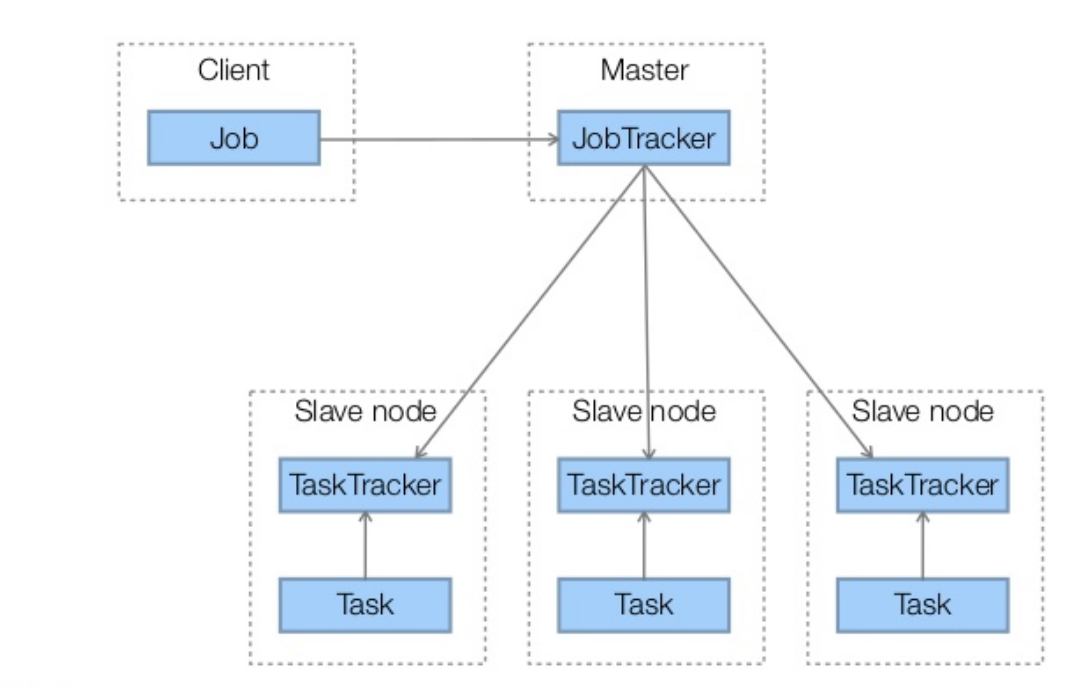 Client
Master
Job
JobTracker
Slave node
Slave node
Slave node
TaskTracker
TaskTracker
TaskTracker
Task
Task
Task